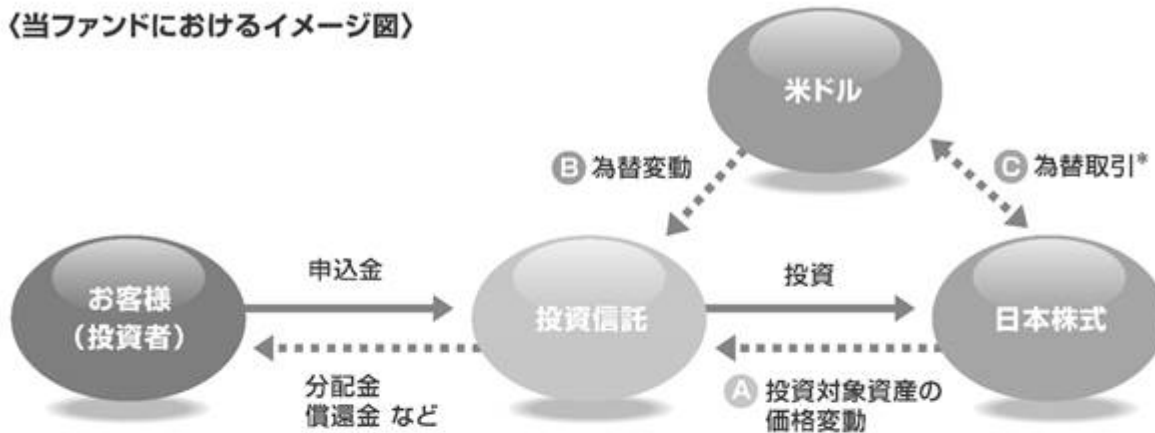 〈当ファンドにおけるイメージ図〉
米ドル
B 為替変動
C 為替取引*
お客様
(投資者)
申込金
投資信託
投資
日本株式
分配金
償還金 など
A 投資対象資産の
価格変動